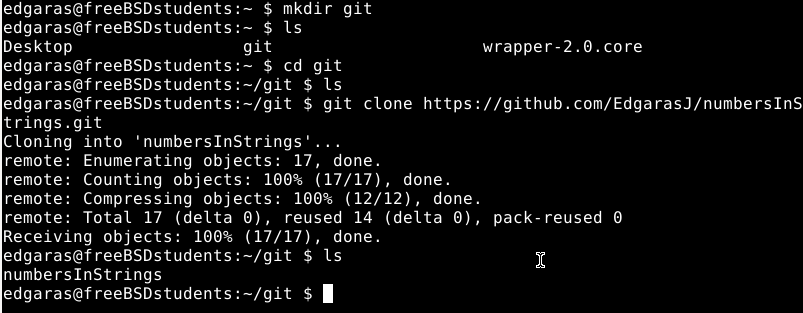 edgaras@freeBSDstudents:~ $ mkdir git
edgaras@freeBSDstudents:~ $ ls
Desktop                 git                     wrapper-2.0.core
edgaras@freeBSDstudents:~ $ cd git
edgaras@freeBSDstudents:~/git $ ls
edgaras@freeBSDstudents:~/git $ git clone https://github.com/EdgarasJ/numbersInS
trings.git
Cloning into 'numbersInStrings'...
remote: Enumerating objects: 17, done.
remote: Counting objects: 100% (17/17), done.
remote: Compressing objects: 100% (12/12), done.
remote: Total 17 (delta 0), reused 14 (delta 0), pack-reused 0
Receiving objects: 100% (17/17), done.
edgaras@freeBSDstudents:~/git $ ls
numbersInStrings
edgaras@freeBSDstudents:~/git $